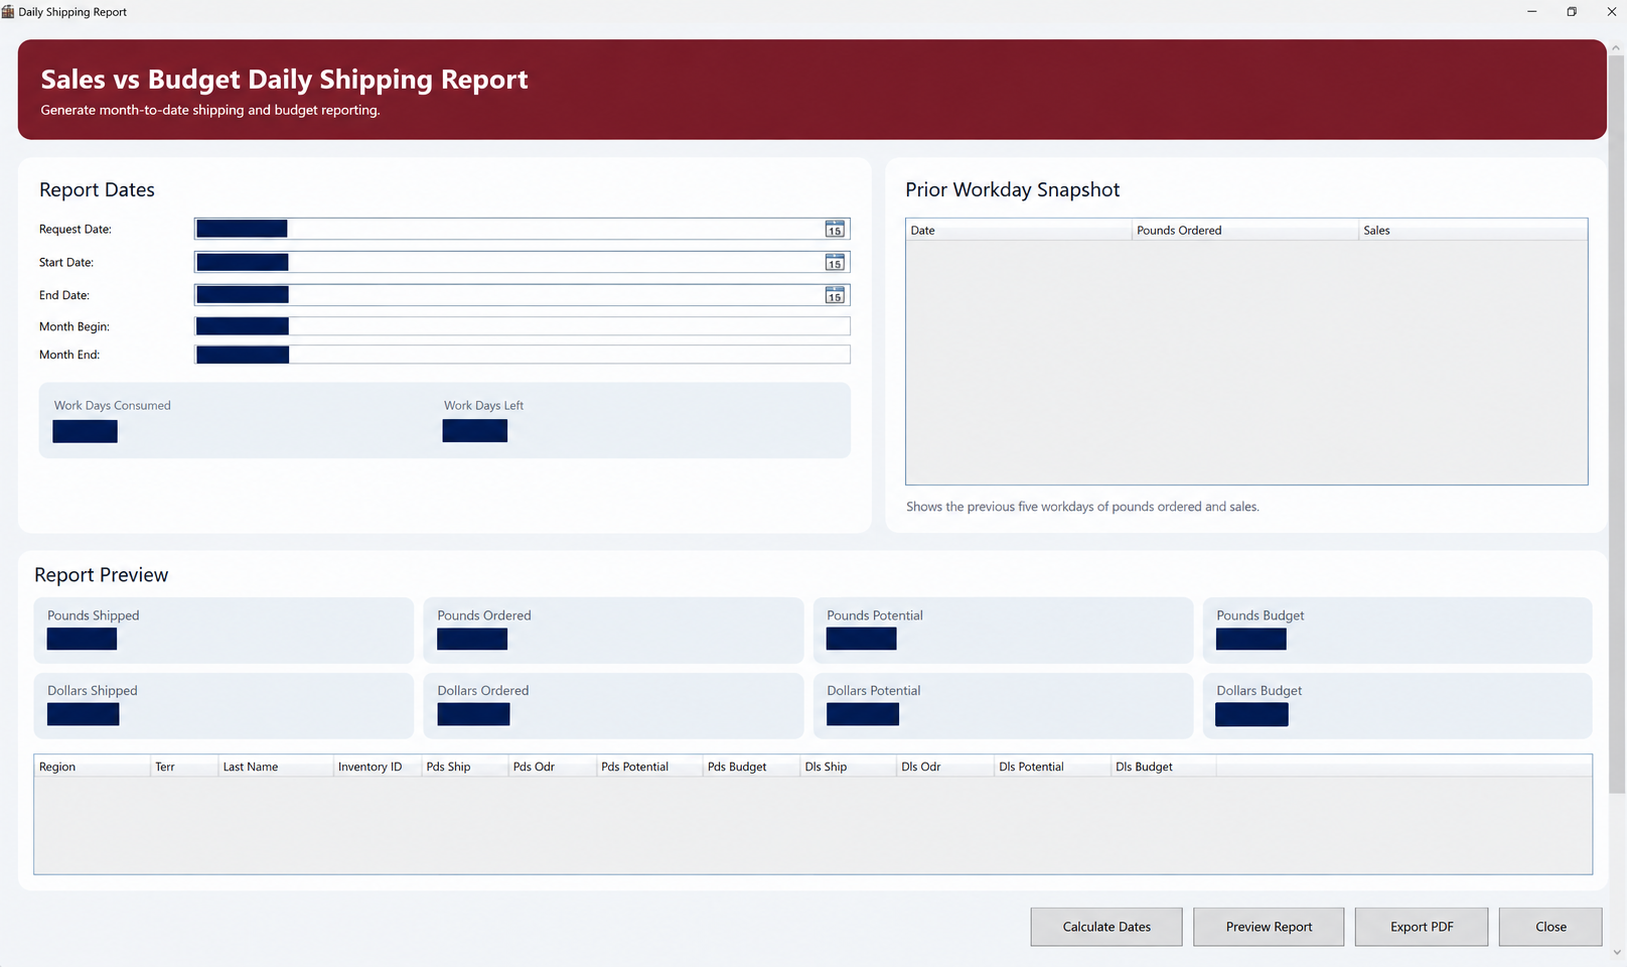 Daily Shipping Report
Sales vs Budget Daily Shipping Report
Generate month-to-date shipping and budget reporting.
Report Dates
Request Date:
15
Start Date:
15
End Date:
15
Month Begin:
Month End:
Work Days Consumed
Work Days Left
Prior Workday Snapshot
Date Pounds Ordered Sales
Shows the previous five workdays of pounds ordered and sales.
Report Preview
Pounds Shipped
Pounds Ordered
Pounds Potential
Pounds Budget
Dollars Shipped
Dollars Ordered
Dollars Potential
Dollars Budget
Region Terr Last Name Inventory ID Pds Ship Pds Odr Pds Potential Pds Budget Dls Ship Dls Odr Dls Potential Dls Budget
Calculate Dates
Preview Report
Export PDF
Close